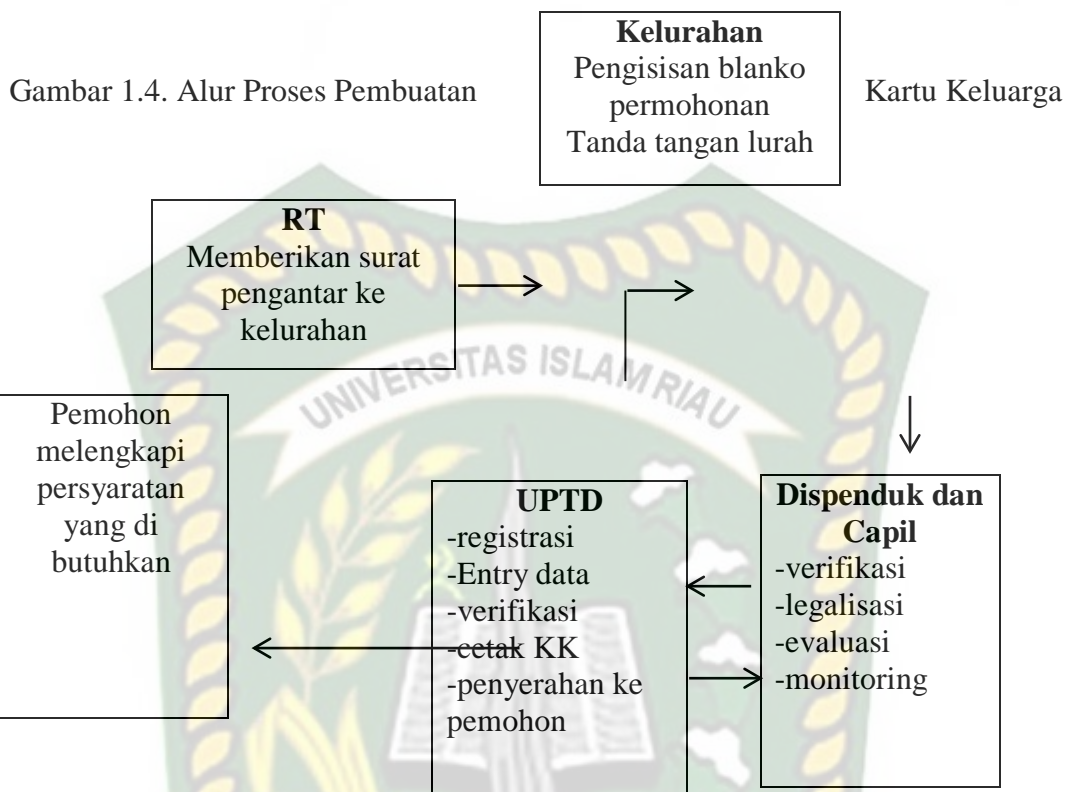 Gambar 1.4. Alur Proses Pembuatan Kartu Keluarga
Kelurahan
Pengisisan blanko
permohonan
Tanda tangan lurah
RT
Memberikan surat
pengantar ke
kelurahan
UNIVERSITAS ISLAM RIAU
Pemohon
melengkapi
persyaratan
yang di
butuhkan
UPTD
-registrasi
-Entry data
-verifikasi
-cetak KK
-penyerahan ke
pemohon
Dispenduk dan
Capil
-verifikasi
-legalisasi
-evaluasi
-monitoring